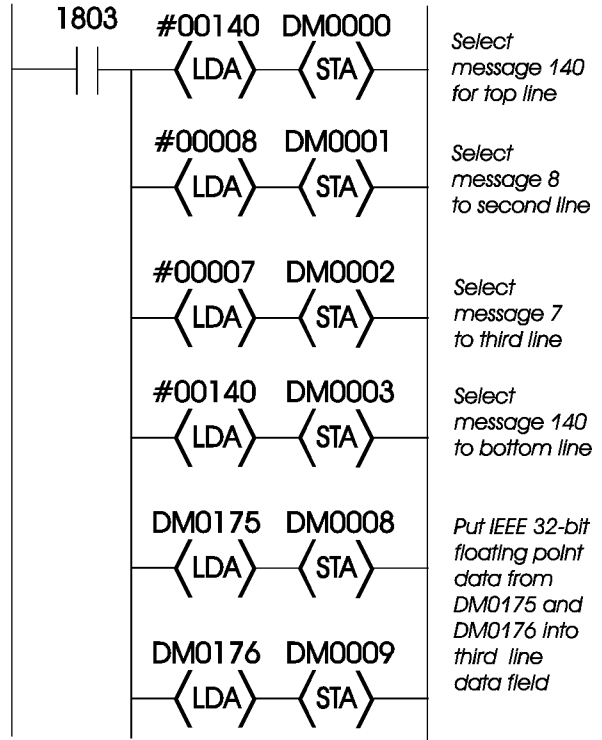 1803
#00140 DM0000
LDA STA
Select
message 140
for top line
#00008 DM0001
LDA STA
Select
message 8
to second line
#00007 DM0002
LDA STA
Select
message 7
to third line
#00140 DM0003
LDA STA
Select
message 140
to bottom line
DM0175 DM0008
LDA STA
Put IEEE 32-bit
floating point
data from
DM0175 and
DM0176 into
third line
data field
DM0176 DM0009
LDA STA